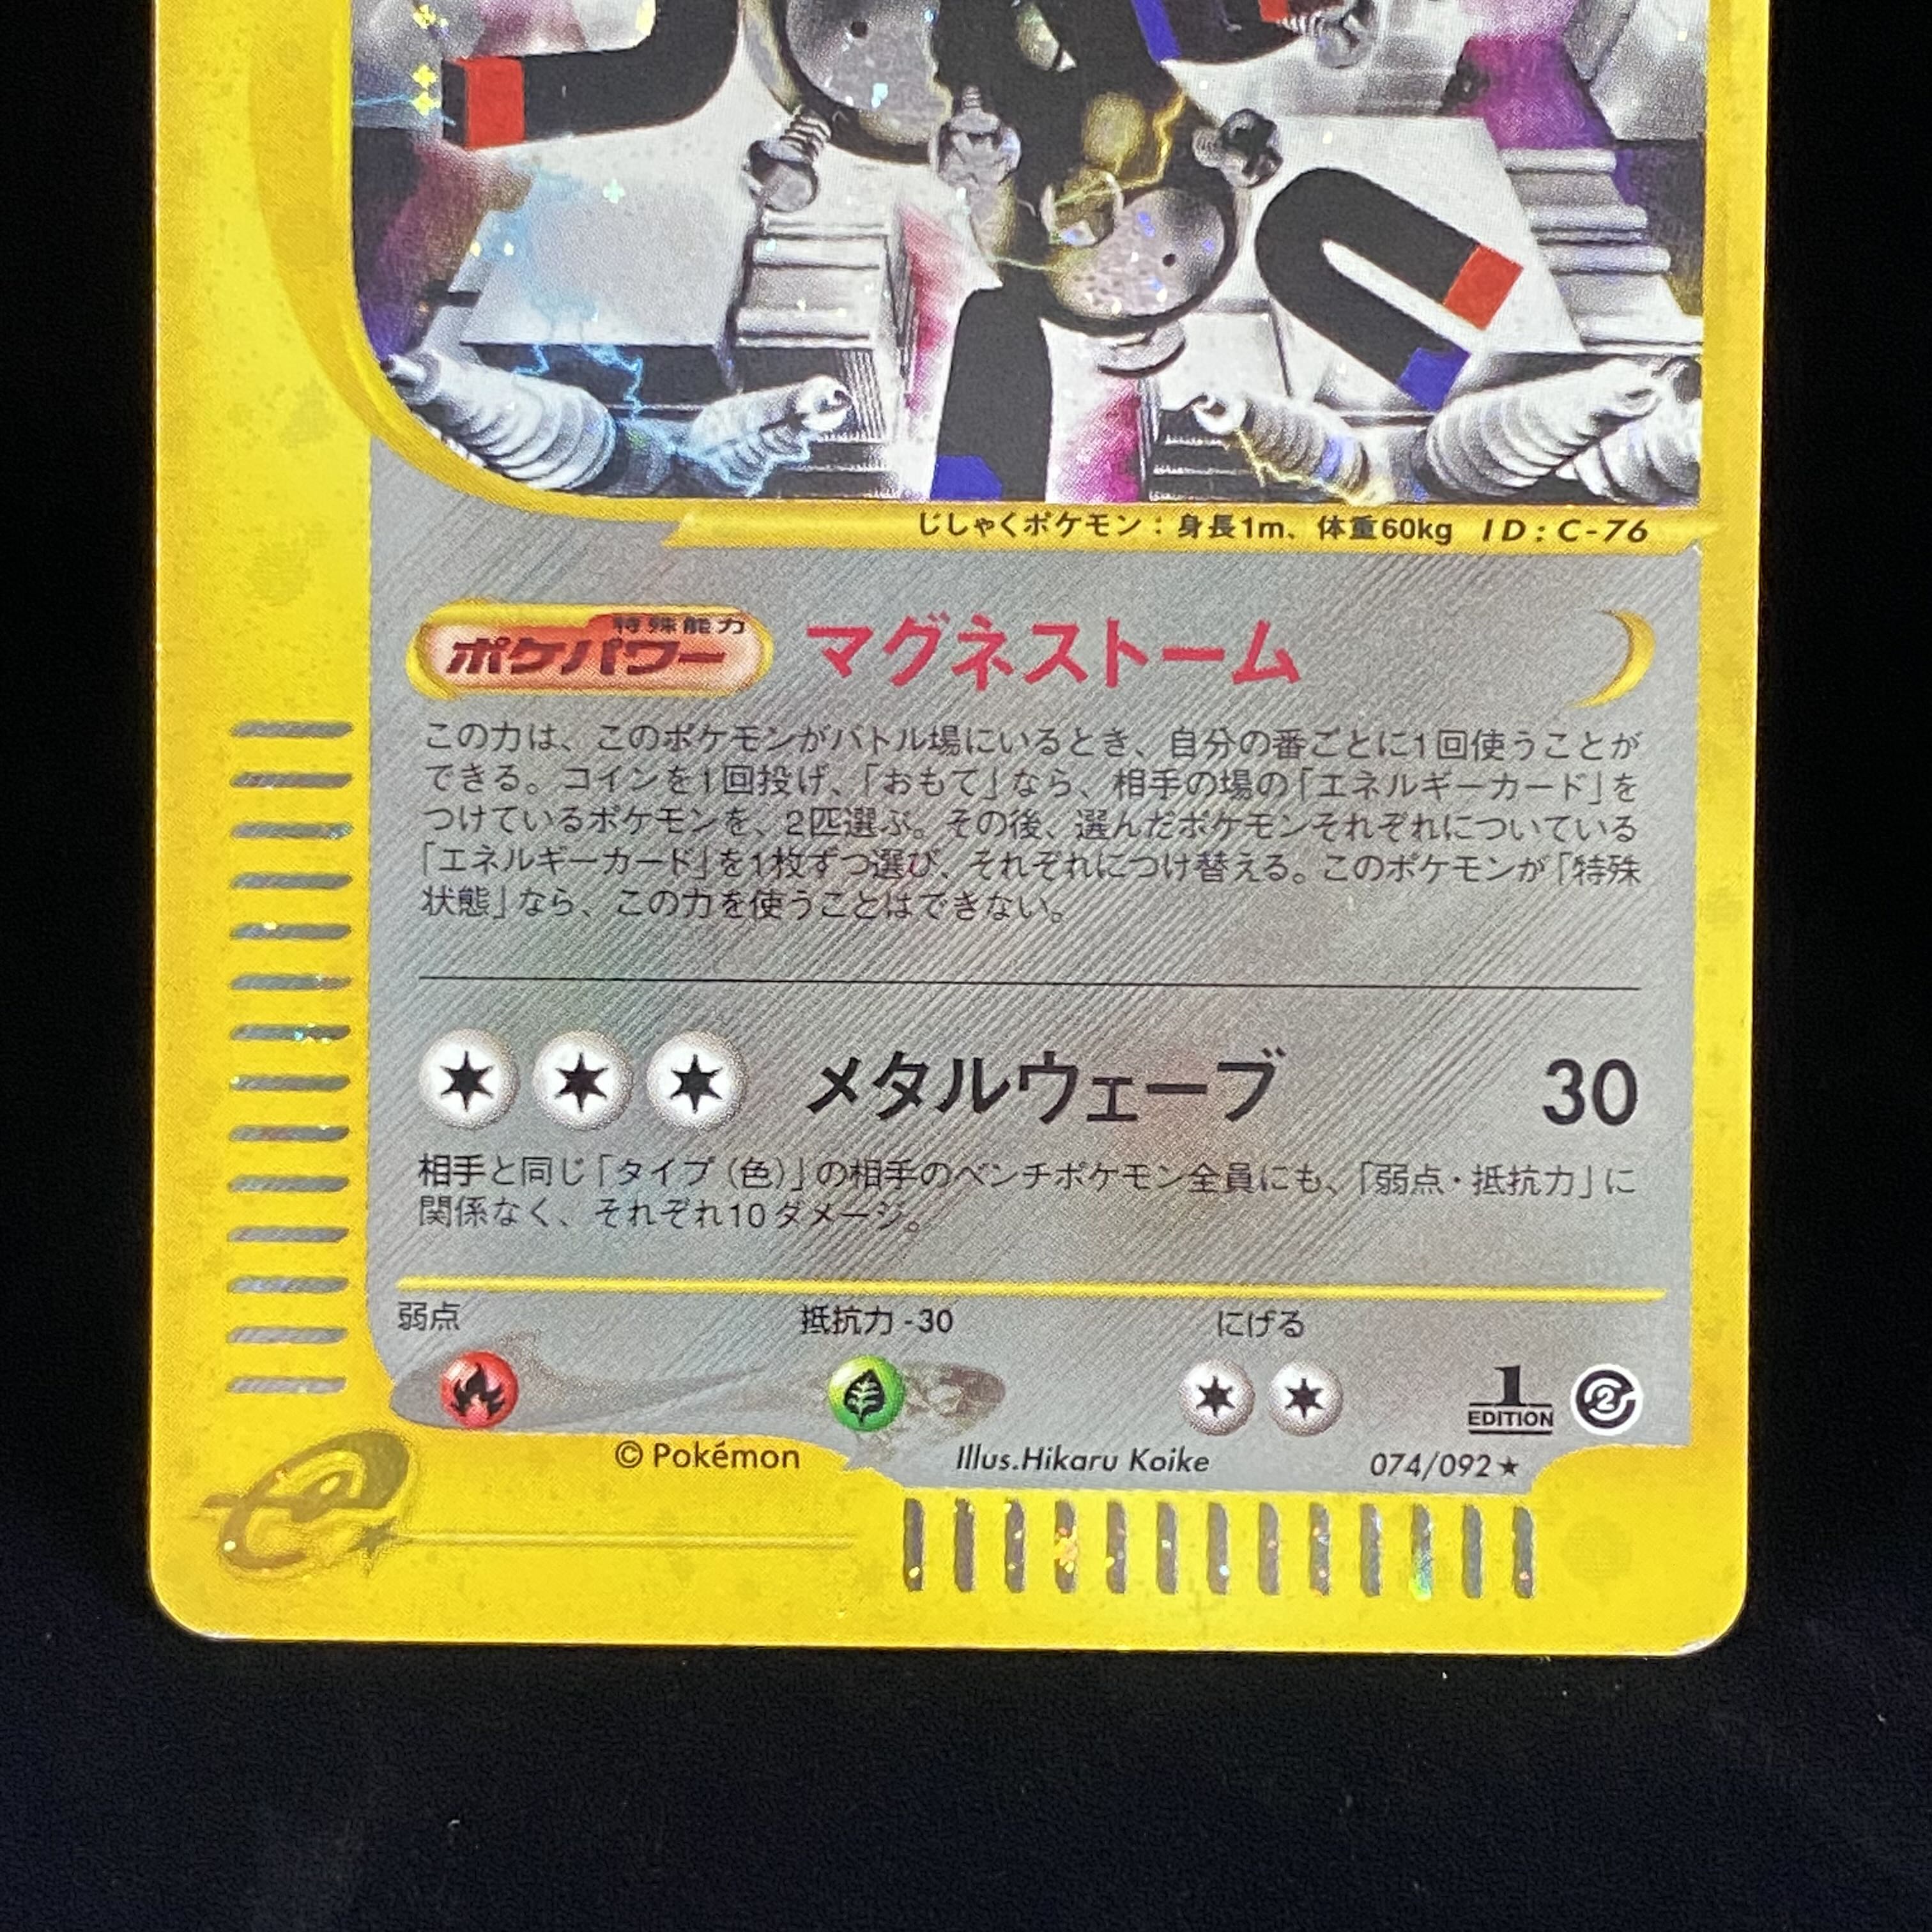 じしゃくポケモン：身長1m、体重60kg ID:C-76
特殊能力
ポケパワー マグネストーム
この力は、このポケモンがバトル場にいるとき、自分の番ごとに1回使うことが
できる。コインを1回投げ、「おもて」なら、相手の場の「エネルギーカード」を
つけているポケモンを、2匹選ぶ。その後、選んだポケモンそれぞれについている
「エネルギーカード」を1枚ずつ選び、それぞれにつけ替える。このポケモンが「特殊
状態」なら、この力を使うことはできない。
メタルウェーブ 30
相手と同じ「タイプ（色）」の相手のベンチポケモン全員にも、「弱点・抵抗力」に
関係なく、それぞれ10ダメージ。
弱点 抵抗力 -30 にげる
1
EDITION
2
© Pokémon Illus.Hikaru Koike 074/092★
e